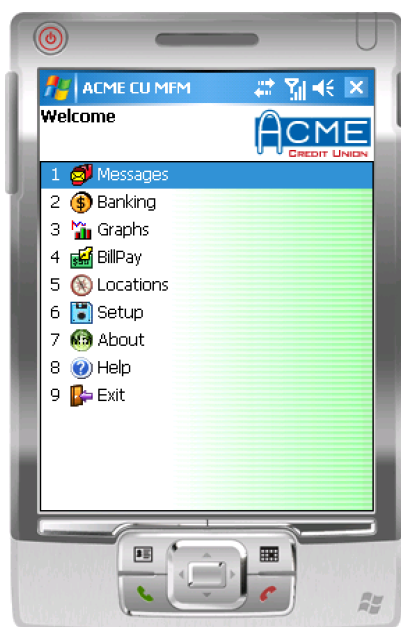 ACME CU MFM
Welcome
ACME
CREDIT UNION
1 Messages
2 Banking
3 Graphs
4 BillPay
5 Locations
6 Setup
7 About
8 Help
9 Exit